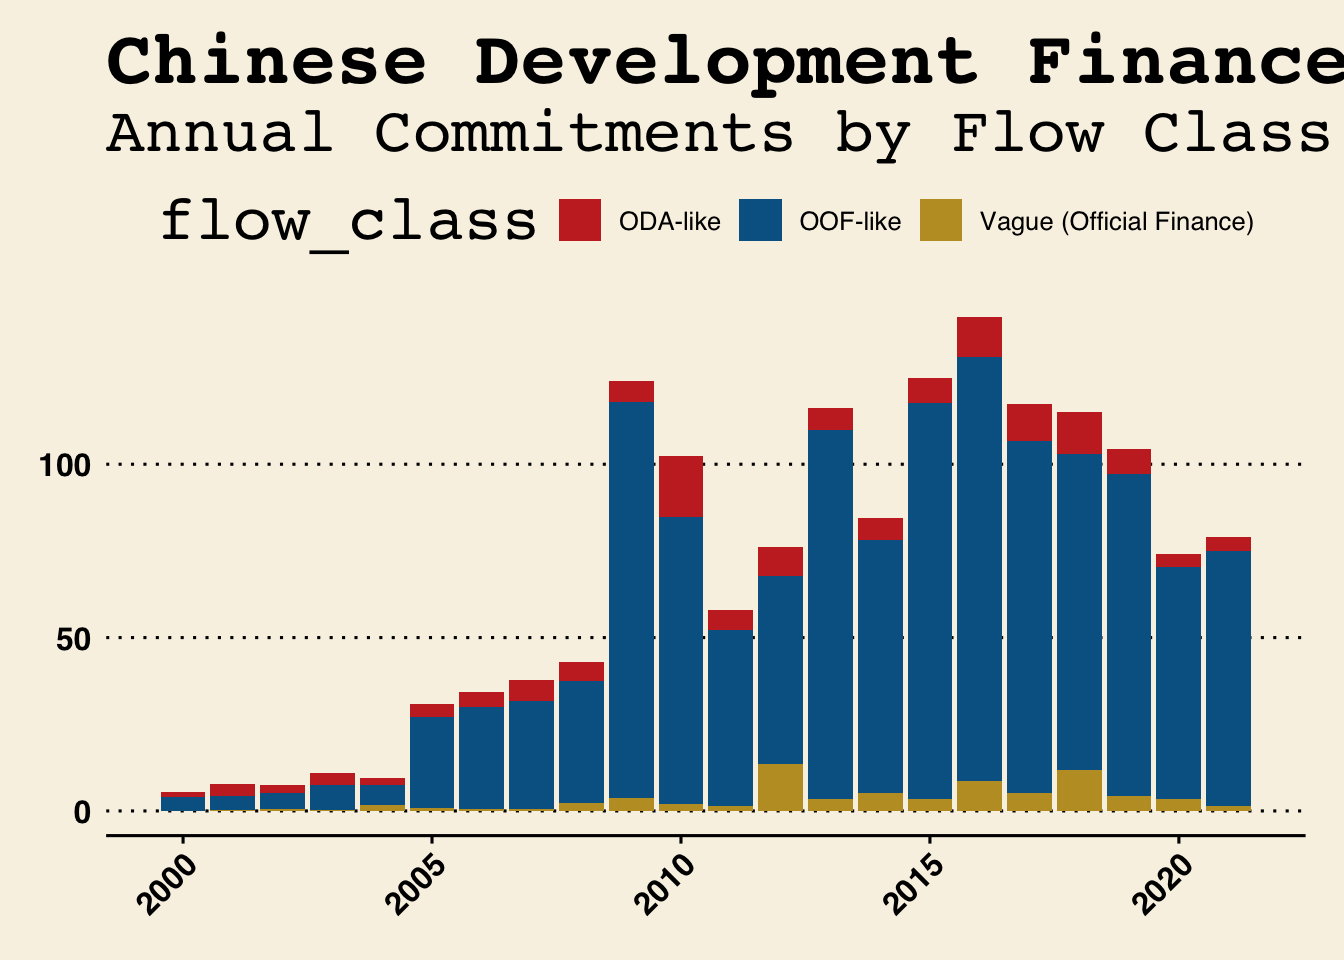 Chinese Development Finance
Annual Commitments by Flow Class
flow_class ODA-like OOF-like Vague (Official Finance)
100
50
0
2000 2005 2010 2015 2020